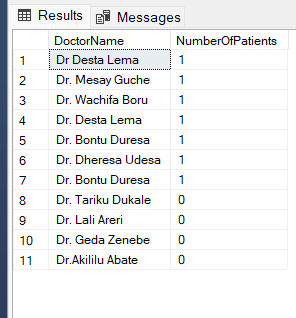 Results Messages
DoctorName NumberOfPatients
1 Dr Desta Lema 1
2 Dr. Mesay Guche 1
3 Dr. Wachifa Boru 1
4 Dr. Desta Lema 1
5 Dr. Bontu Duresa 1
6 Dr. Dheresa Udesa 1
7 Dr. Bontu Duresa 1
8 Dr. Tariku Dukale 0
9 Dr. Lali Areri 0
10 Dr. Geda Zenebe 0
11 Dr.Akililu Abate 0